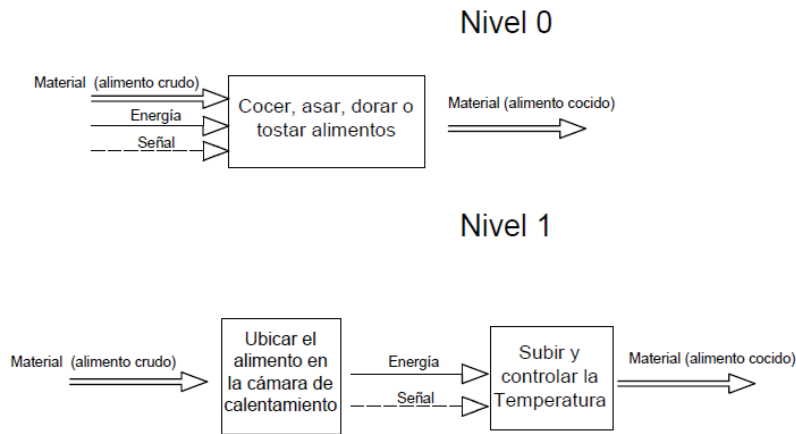 Nivel 0
Material (alimento crudo)
Energía
Señal
Cocer, asar, dorar o
tostar alimentos
Material (alimento cocido)
Nivel 1
Material (alimento crudo)
Ubicar el
alimento en
la cámara de
calentamiento
Energía
Señal
Subir y
controlar la
Temperatura
Material (alimento cocido)